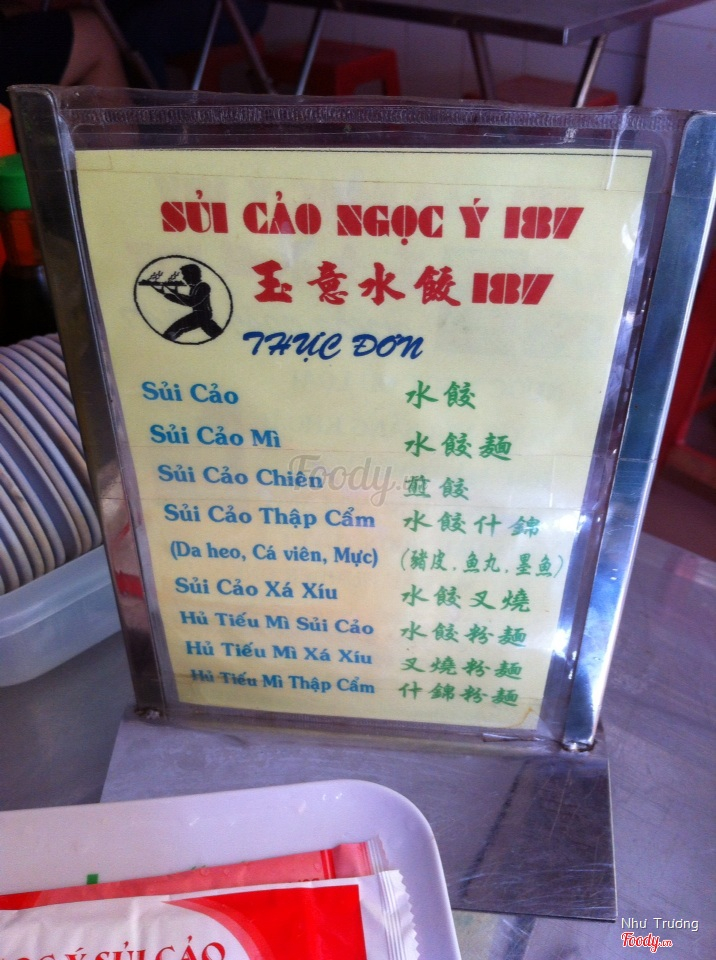 SỦI CẢO NGỌC Ý 187
玉意水餃 187
THỰC ĐƠN
Sủi Cảo 水餃
Sủi Cảo Mì 水餃麵
Sủi Cảo Chiên 煎餃
Sủi Cảo Thập Cẩm 水餃什錦
(Da heo, Cá viên, Mực) (豬皮.魚丸.墨魚)
Sủi Cảo Xá Xíu 水餃叉燒
Hủ Tiếu Mì Sủi Cảo 水餃粉麵
Hủ Tiếu Mì Xá Xíu 叉燒粉麵
Hủ Tiếu Mì Thập Cẩm 什錦粉麵
Foody.vn
Ý SỦI CẢO
Như Trương
Foody.vn